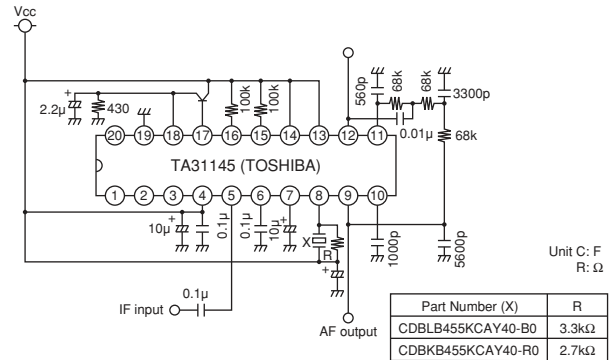 Vcc
2.2µ
+
430
100k
100k
560p
68k
68k
3300p
0.01µ
68k
20 19 18 17 16 15 14 13 12 11
TA31145 (TOSHIBA)
1 2 3 4 5 6 7 8 9 10
10µ
+
0.1µ
0.1µ
10µ
+
X
R
+
1000p
5600p
0.1µ
IF input
AF output
Unit C: F
R: Ω
Part Number (X) R
CDBLB455KCAY40-B0 3.3kΩ
CDBKB455KCAY40-R0 2.7kΩ